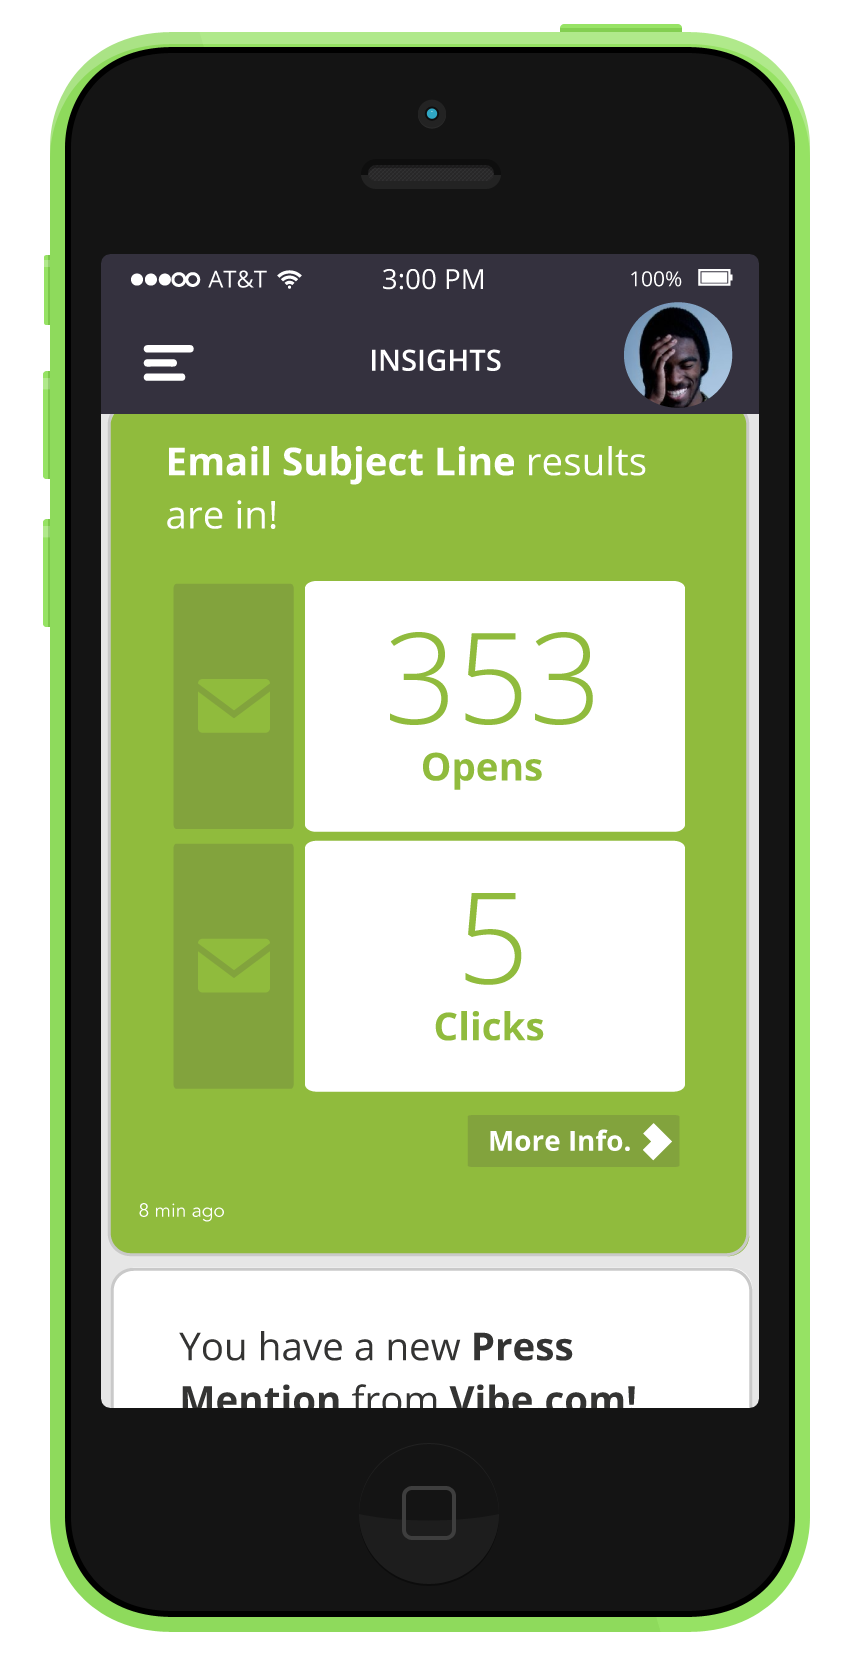 AT&T 3:00 PM 100%
INSIGHTS
Email Subject Line results
are in!
353
Opens
5
Clicks
More Info.
8 min ago
You have a new Press
Mention from Vibe.com!